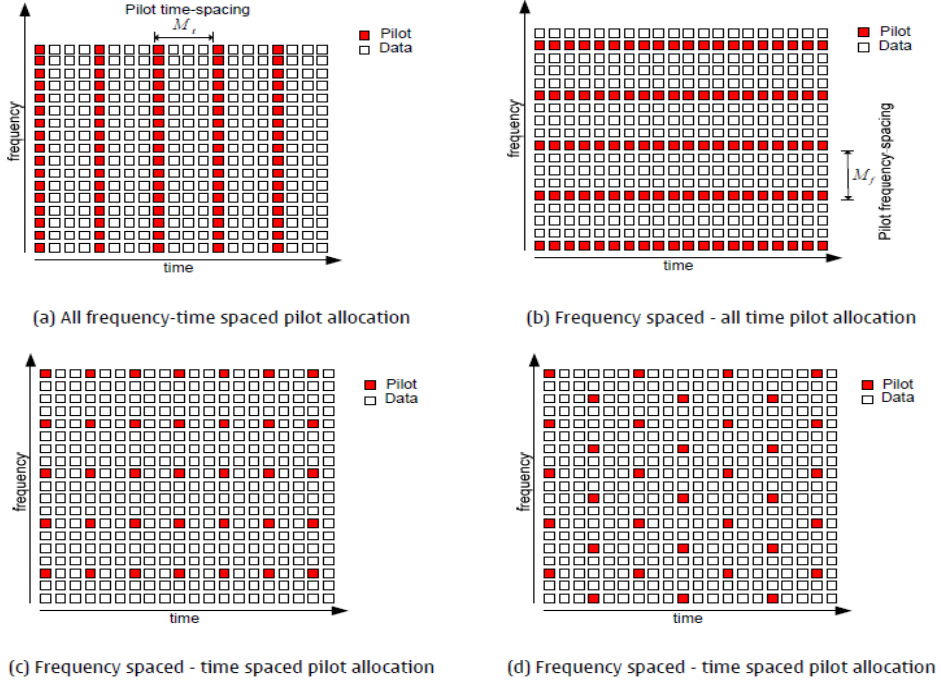 Pilot time-spacing
M t
Pilot
Data
frequency
time
(a) All frequency-time spaced pilot allocation
Pilot
Data
frequency
Pilot frequency-spacing
M f
time
(b) Frequency spaced - all time pilot allocation
Pilot
Data
frequency
time
(c) Frequency spaced - time spaced pilot allocation
Pilot
Data
frequency
time
(d) Frequency spaced - time spaced pilot allocation